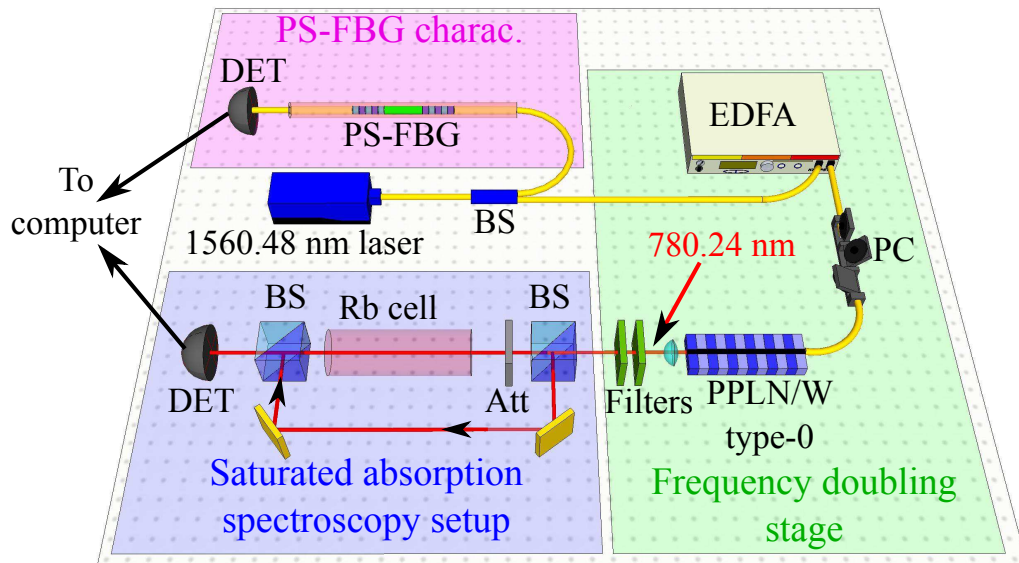 PS-FBG charac.
DET
PS-FBG
EDFA
To
computer
1560.48 nm laser
BS
780.24 nm
PC
BS
Rb cell
BS
DET
Att
Filters
PPLN/W
type-0
Saturated absorption
spectroscopy setup
Frequency doubling
stage